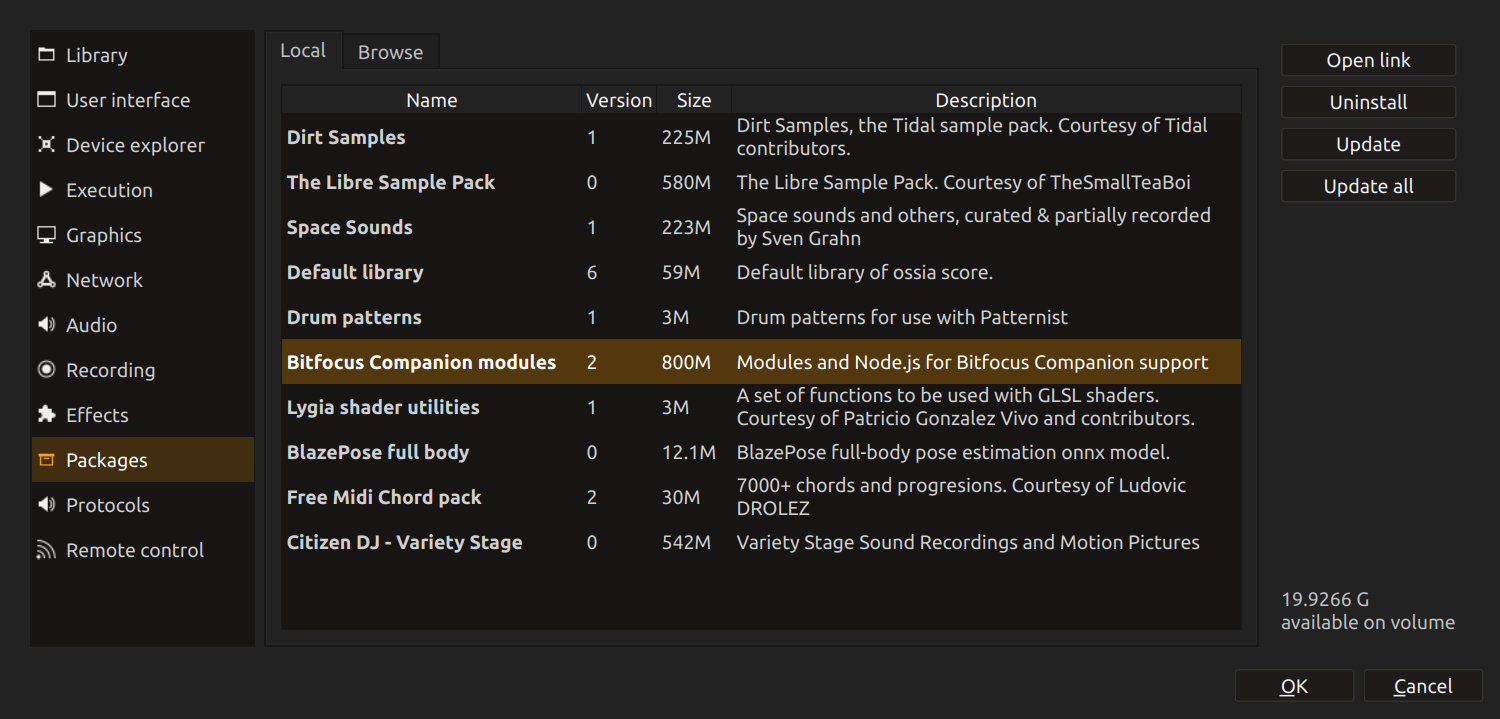 Library
User interface
Device explorer
Execution
Graphics
Network
Audio
Recording
Effects
Packages
Protocols
Remote control
Local Browse
Name Version Size Description
Dirt Samples 1 225M Dirt Samples, the Tidal sample pack. Courtesy of Tidal
contributors.
The Libre Sample Pack 0 580M The Libre Sample Pack. Courtesy of TheSmallTeaBoi
Space Sounds 1 223M Space sounds and others, curated & partially recorded
by Sven Grahn
Default library 6 59M Default library of ossia score.
Drum patterns 1 3M Drum patterns for use with Patternist
Bitfocus Companion modules 2 800M Modules and Node.js for Bitfocus Companion support
Lygia shader utilities 1 3M A set of functions to be used with GLSL shaders.
Courtesy of Patricio Gonzalez Vivo and contributors.
BlazePose full body 0 12.1M BlazePose full-body pose estimation onnx model.
Free Midi Chord pack 2 30M 7000+ chords and progresions. Courtesy of Ludovic
DROLEZ
Citizen DJ - Variety Stage 0 542M Variety Stage Sound Recordings and Motion Pictures
Open link
Uninstall
Update
Update all
19.9266 G
available on volume
OK Cancel